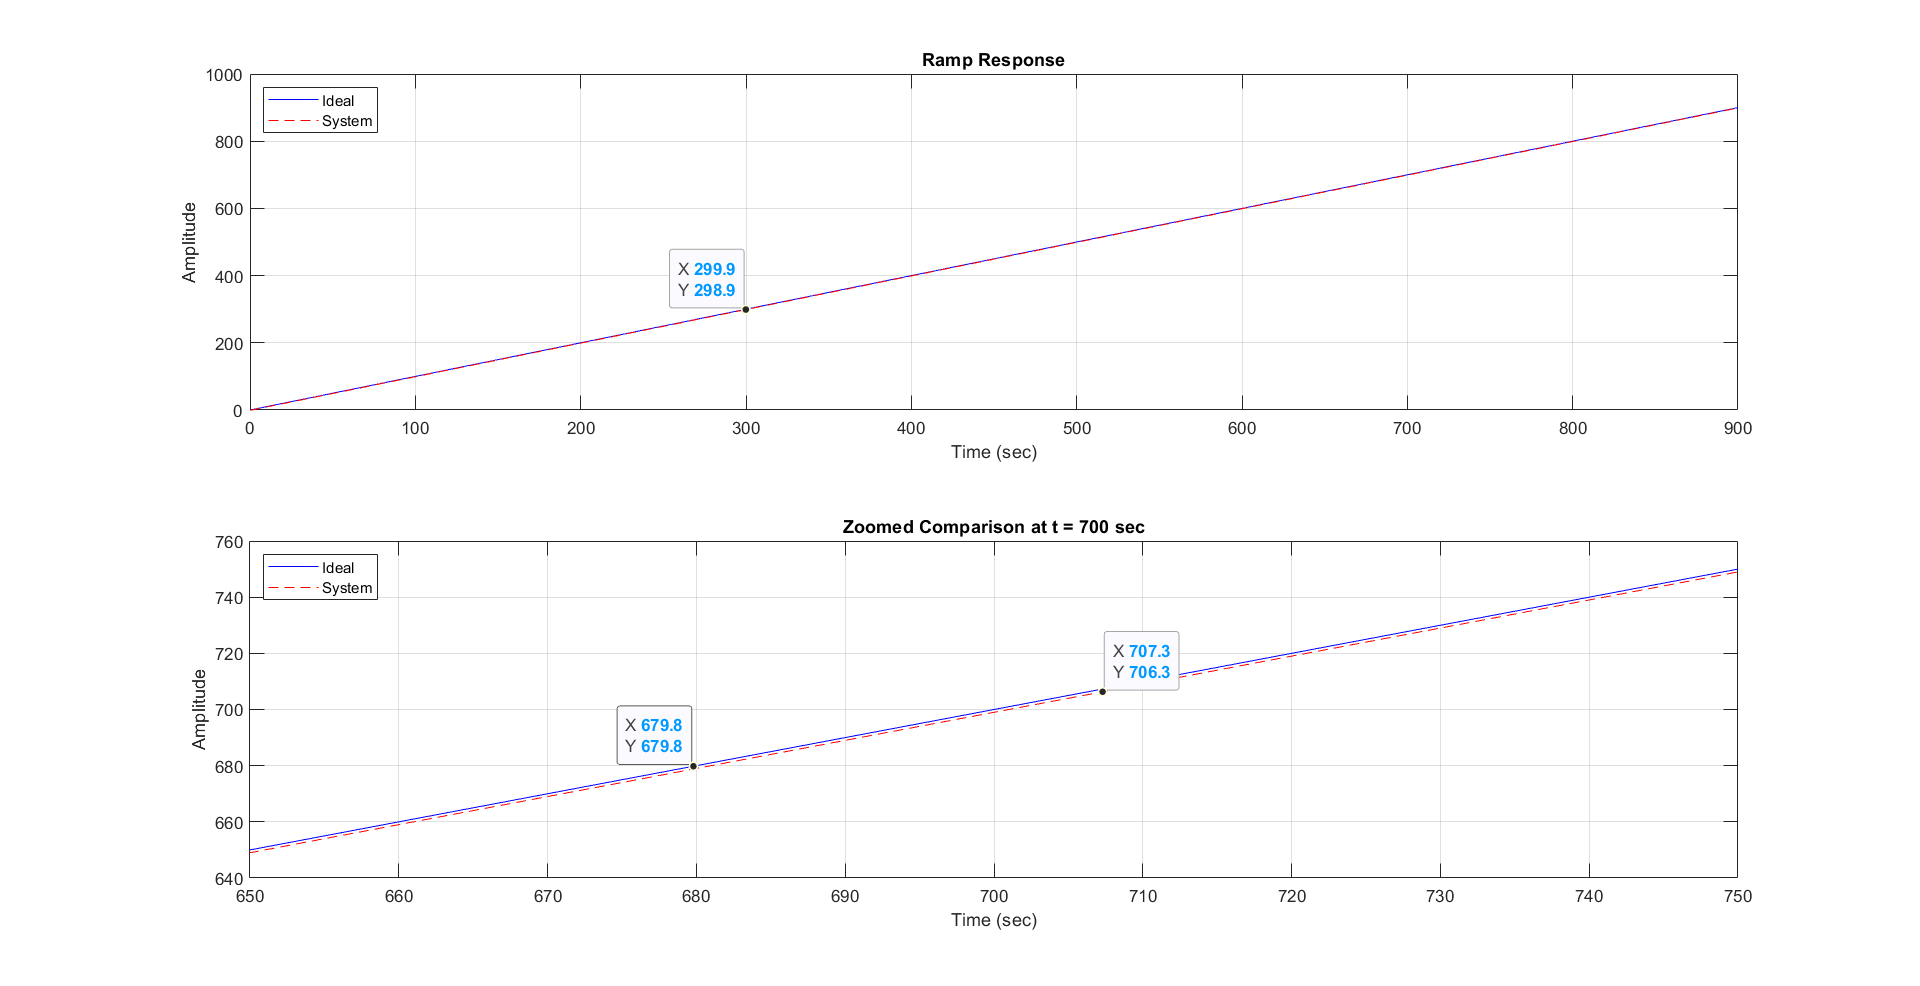 Ramp Response
1000
800
600
400
200
0
Amplitude
Ideal
System
X 299.9
Y 298.9
0 100 200 300 400 500 600 700 800 900
Time (sec)
Zoomed Comparison at t = 700 sec
760
740
720
700
680
660
640
Amplitude
Ideal
System
X 707.3
Y 706.3
X 679.8
Y 679.8
650 660 670 680 690 700 710 720 730 740 750
Time (sec)